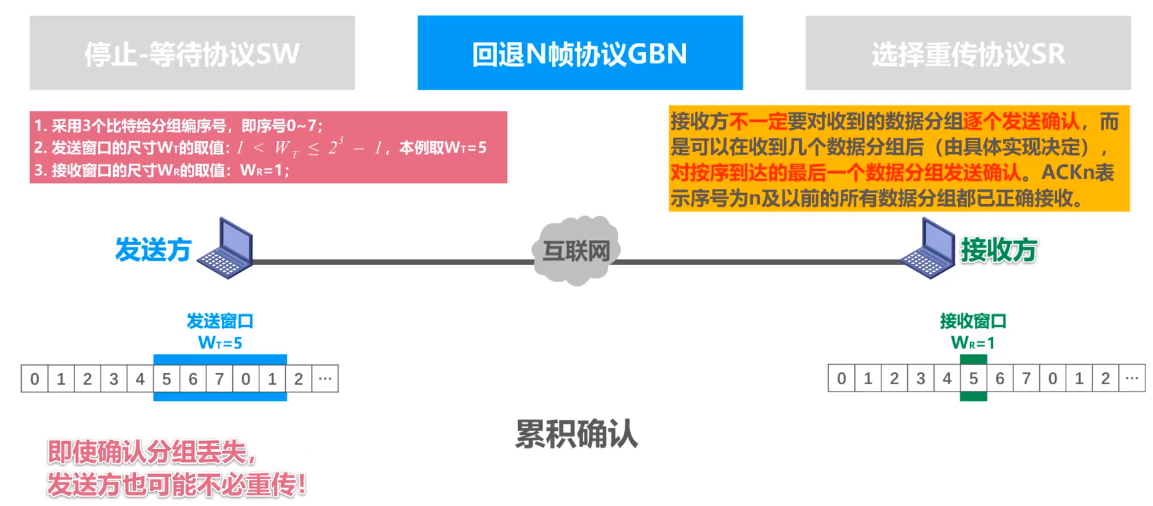 停止-等待协议SW
回退N帧协议GBN
选择重传协议SR
1. 采用3个比特给分组编序号，即序号0~7；
2. 发送窗口的尺寸WT的取值：1 < WT ≤ 2³ − 1，本例取WT=5
3. 接收窗口的尺寸WR的取值：WR=1；
接收方不一定要对收到的数据分组逐个发送确认，而
是可以在收到几个数据分组后（由具体实现决定），
对按序到达的最后一个数据分组发送确认。ACKn表
示序号为n及以前的所有数据分组都已正确接收。
发送方
互联网
接收方
发送窗口
WT=5
0 1 2 3 4 5 6 7 0 1 2 ···
接收窗口
WR=1
0 1 2 3 4 5 6 7 0 1 2 ···
累积确认
即使确认分组丢失，
发送方也可能不必重传！